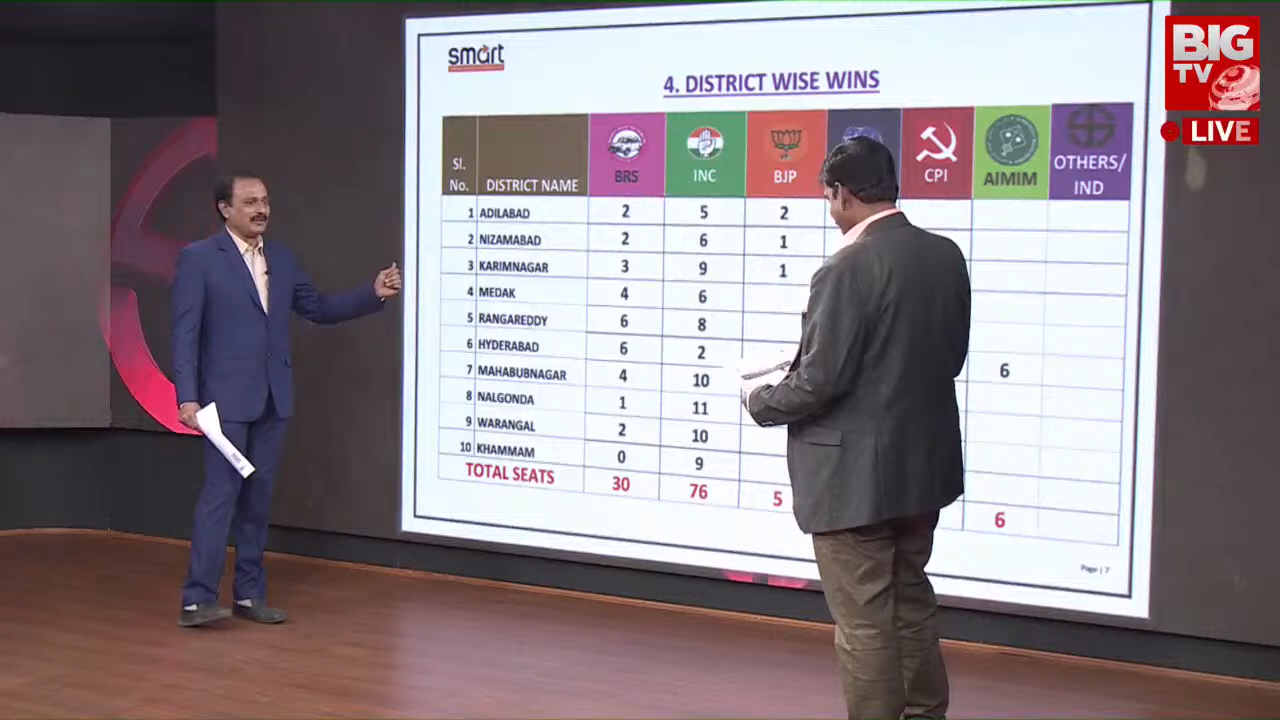 BIG
TV
LIVE
smart
4. DISTRICT WISE WINS
Sl. No. DISTRICT NAME BRS INC BJP CPI AIMIM OTHERS/ IND
1 ADILABAD 2 5 2
2 NIZAMABAD 2 6 1
3 KARIMNAGAR 3 9 1
4 MEDAK 4 6
5 RANGAREDDY 6 8
6 HYDERABAD 6 2 6
7 MAHABUBNAGAR 4 10
8 NALGONDA 1 11
9 WARANGAL 2 10
10 KHAMMAM 0 9
TOTAL SEATS 30 76 5 6
Page | 7